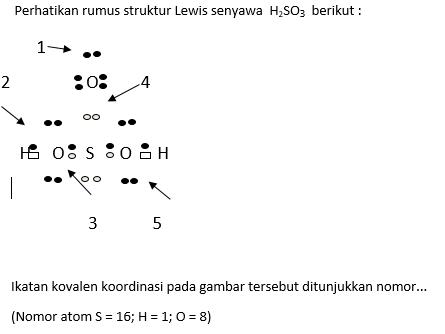 Perhatikan rumus struktur Lewis senyawa H₂SO₃ berikut :
1
O
2
4
H O S O H
3
5
Ikatan kovalen koordinasi pada gambar tersebut ditunjukkan nomor...
(Nomor atom S = 16; H = 1; O = 8)